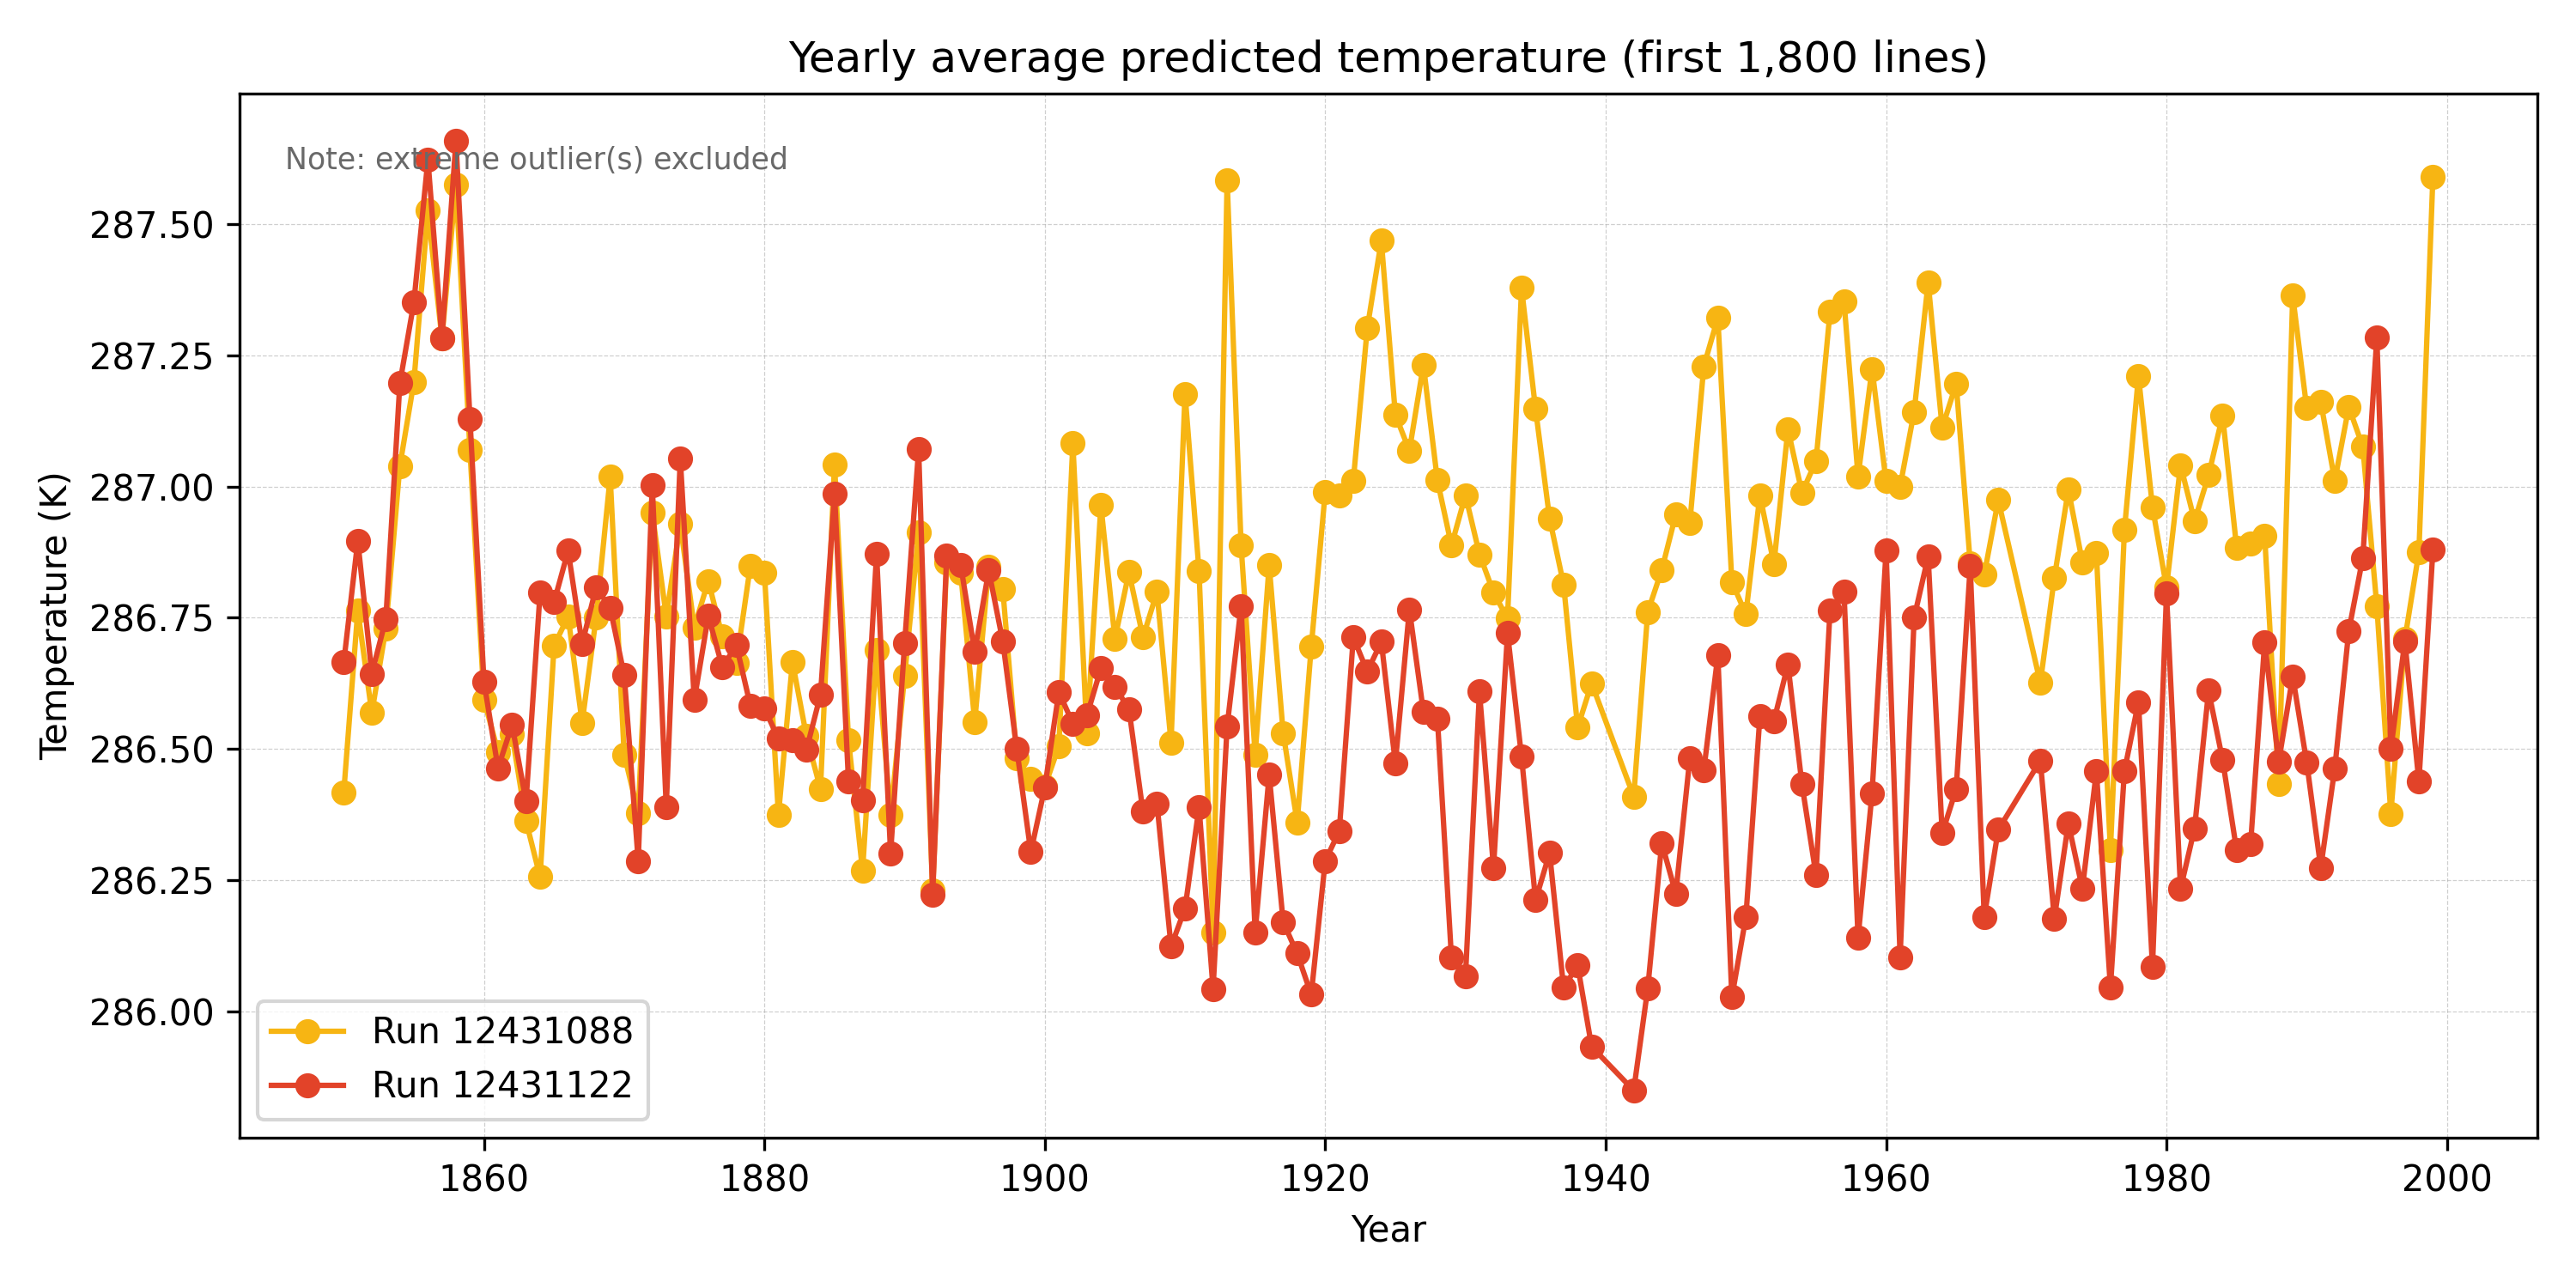 Yearly average predicted temperature (first 1,800 lines)
Note: extreme outlier(s) excluded
Temperature (K)
287.50
287.25
287.00
286.75
286.50
286.25
286.00
Run 12431088
Run 12431122
1860 1880 1900 1920 1940 1960 1980 2000
Year